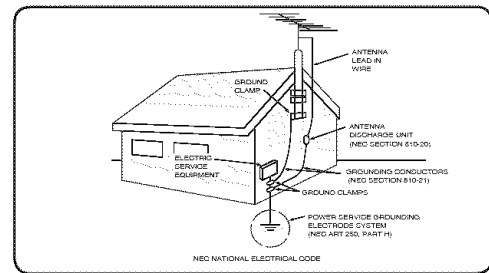 ANTENNA
LEAD IN
WIRE
GROUND
CLAMP
ANTENNA
DISCHARGE UNIT
(NEC SECTION 810-20)
ELECTRIC
SERVICE
EQUIPMENT
GROUNDING CONDUCTORS
(NEC SECTION 810-21)
GROUND CLAMPS
POWER SERVICE GROUNDING
ELECTRODE SYSTEM
(NEC ART 250, PART H)
NEC NATIONAL ELECTRICAL CODE